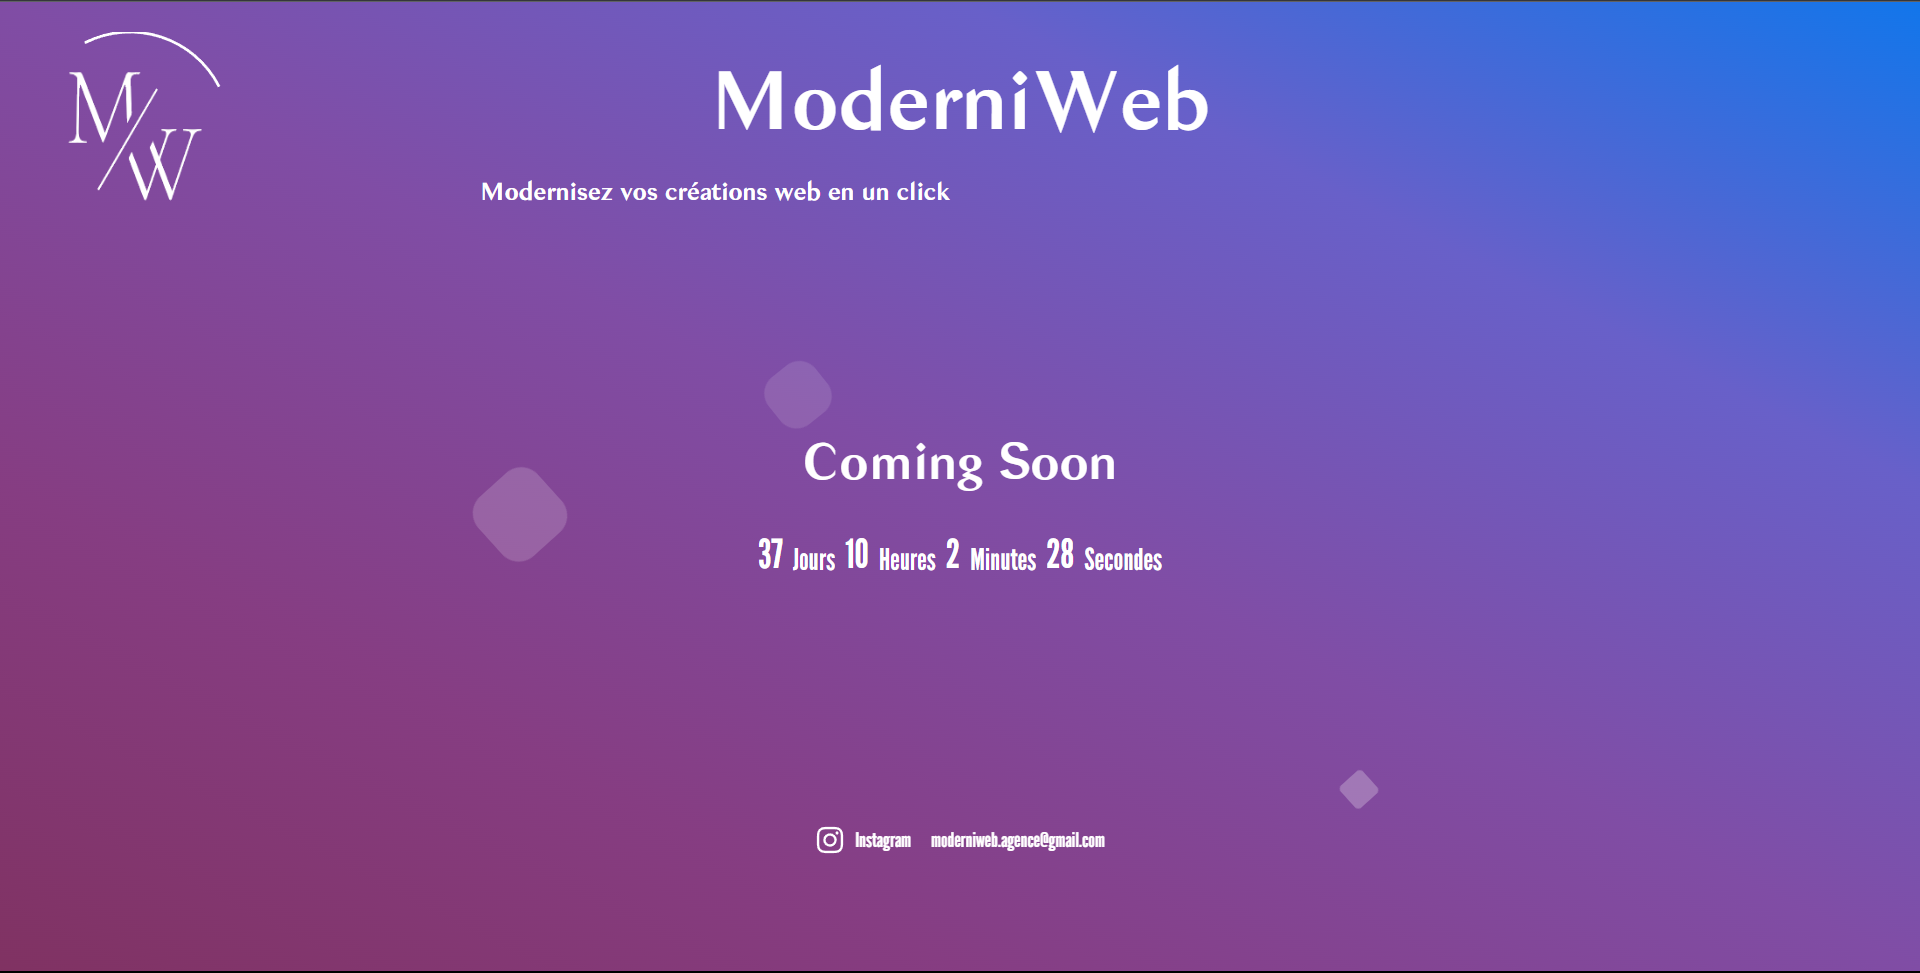 M/W
ModerniWeb
Modernisez vos créations web en un click
Coming Soon
37 Jours 10 Heures 2 Minutes 28 Secondes
Instagram moderniweb.agence@gmail.com